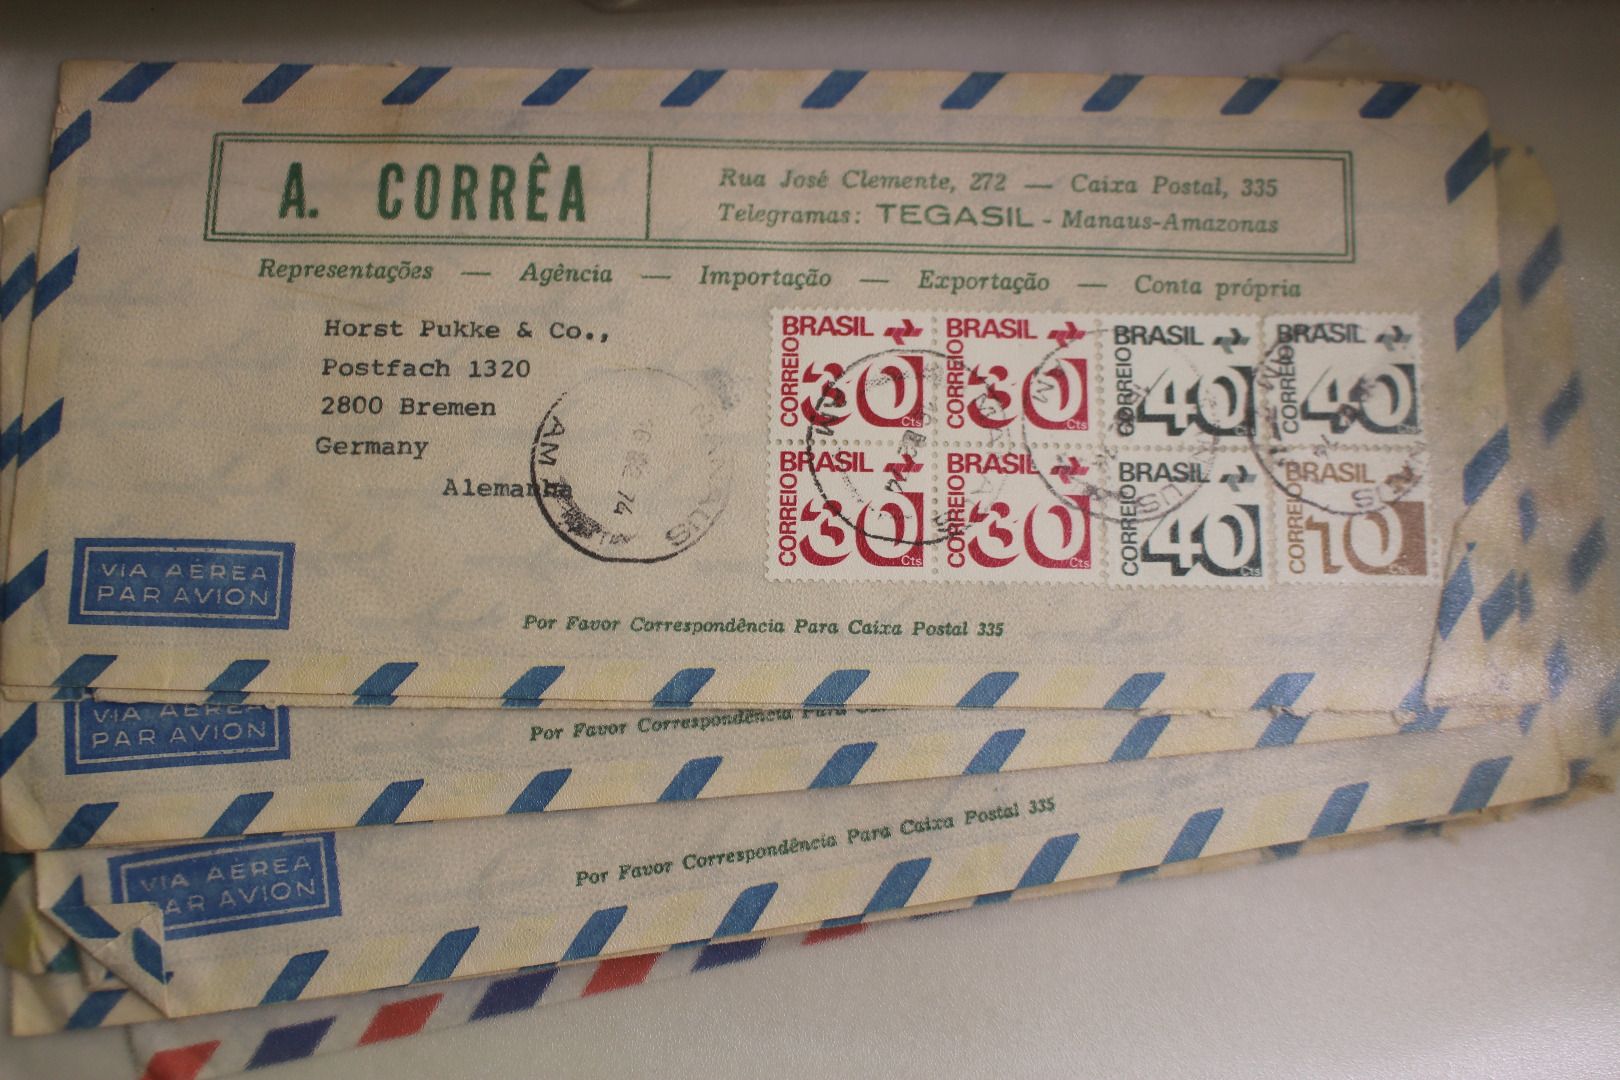 A. CORRÊA
Rua José Clemente, 272 — Caixa Postal, 335
Telegramas: TEGASIL - Manaus-Amazonas
Representações — Agência — Importação — Exportação — Conta própria
Horst Pukke & Co.,
Postfach 1320
2800 Bremen
Germany
Alemanha
BRASIL
CORREIO
30
Cts
BRASIL
CORREIO
30
Cts
BRASIL
CORREIO
40
Cts
BRASIL
CORREIO
40
Cts
BRASIL
CORREIO
30
Cts
BRASIL
CORREIO
30
Cts
BRASIL
CORREIO
40
Cts
BRASIL
CORREIO
10
Cts
VIA AÉREA
PAR AVION
Por Favor Correspondência Para Caixa Postal 335
VIA AÉREA
PAR AVION
Por Favor Correspondência Para
Por Favor Correspondência Para Caixa Postal 335
VIA AÉREA
PAR AVION